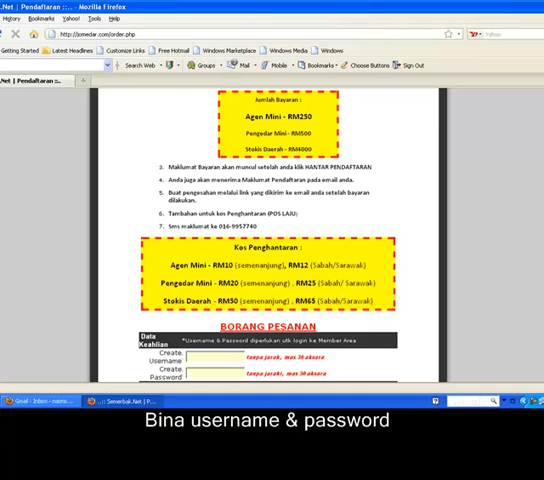 .Net | Pendaftaran ::.. - Mozilla Firefox
History Bookmarks Yahoo! Tools Help
http://jomedar.com/order.php
Yahoo
Getting Started Latest Headlines Customize Links Free Hotmail Windows Marketplace Windows Media Windows
Search Web Groups Mail Mobile Bookmarks Choose Buttons Sign Out
.Net | Pendaftaran ::..
Jumlah Bayaran :
Agen Mini - RM250
Pengedar Mini - RM500
Stokis Daerah - RM4000
3. Maklumat Bayaran akan muncul setelah anda klik HANTAR PENDAFTARAN
4. Anda juga akan menerima Maklumat Pendaftaran pada email anda.
5. Buat pengesahan melalui link yang dikirim ke email anda setelah bayaran
dilakukan.
6. Tambahan untuk kos Penghantaran (POS LAJU)
7. Sms maklumat ke 016-9957740
Kos Penghantaran :
Agen Mini - RM10 (semenanjung), RM12 (Sabah/Sarawak)
Pengedar Mini - RM20 (semenanjung) , RM25 (Sabah/ Sarawak)
Stokis Daerah - RM50 (semenanjung) , RM65 (Sabah/Sarawak)
BORANG PESANAN
Data Keahlian *Username & Password diperlukan utk login ke Member Area
Create Username tanpa jarak, max 30 aksara
Create Password tanpa jarak, max 30 aksara
Gmail - Inbox - naims... ..:: Semerbak.Net | P...
Bina username & password